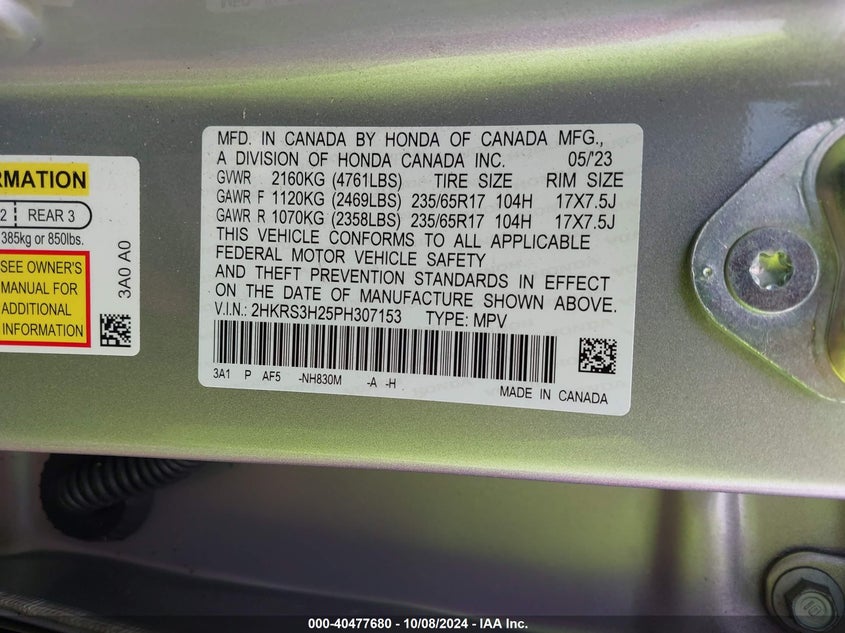 MFD. IN CANADA BY HONDA OF CANADA MFG.,
A DIVISION OF HONDA CANADA INC. 05/'23
GVWR 2160KG (4761LBS) TIRE SIZE RIM SIZE
GAWR F 1120KG (2469LBS) 235/65R17 104H 17X7.5J
GAWR R 1070KG (2358LBS) 235/65R17 104H 17X7.5J
THIS VEHICLE CONFORMS TO ALL APPLICABLE
FEDERAL MOTOR VEHICLE SAFETY
AND THEFT PREVENTION STANDARDS IN EFFECT
ON THE DATE OF MANUFACTURE SHOWN ABOVE.
V.I.N.: 2HKRS3H25PH307153 TYPE: MPV
3A1 P AF5 -NH830M -A -H
MADE IN CANADA
RMATION
2 REAR 3
385kg or 850lbs.
SEE OWNER'S
MANUAL FOR
ADDITIONAL
INFORMATION
3A0 A0
000-40477680 - 10/08/2024 - IAA Inc.